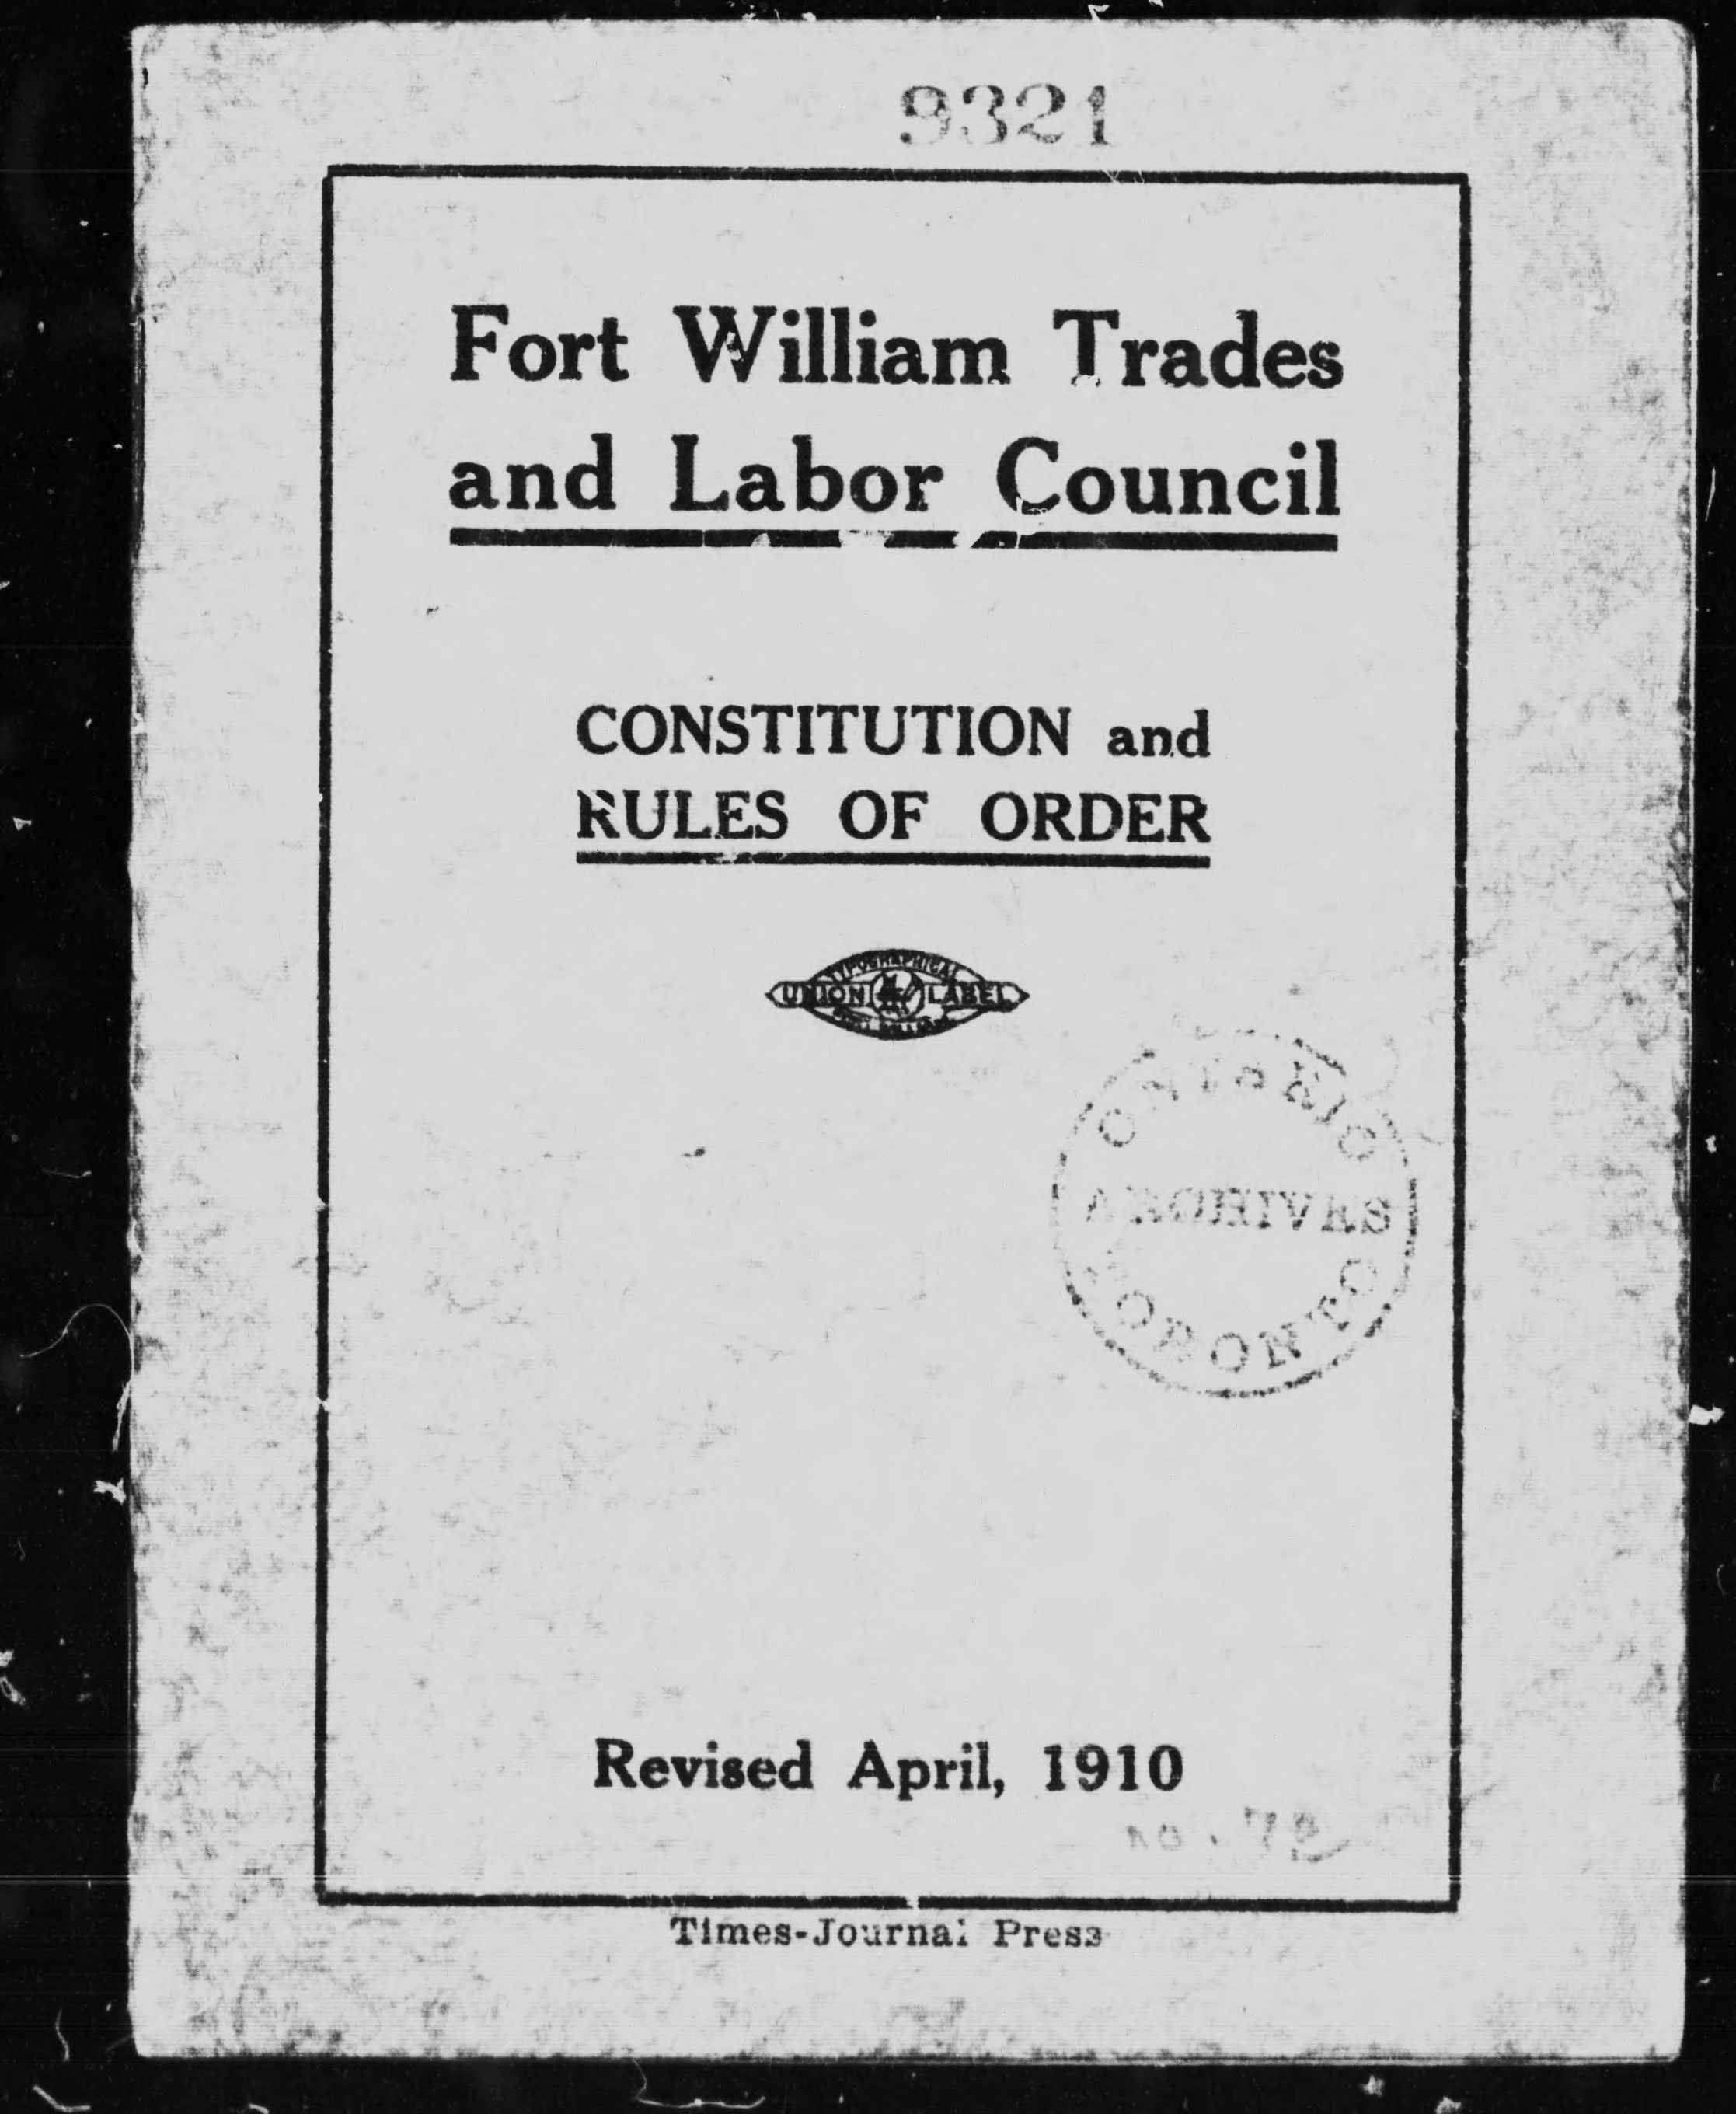 9321
Fort William Trades
and Labor Council
CONSTITUTION and
RULES OF ORDER
TYPOGRAPHICAL
UNION LABEL
ONTARIO
ARCHIVES
TORONTO
Revised April, 1910
Times-Journal Press